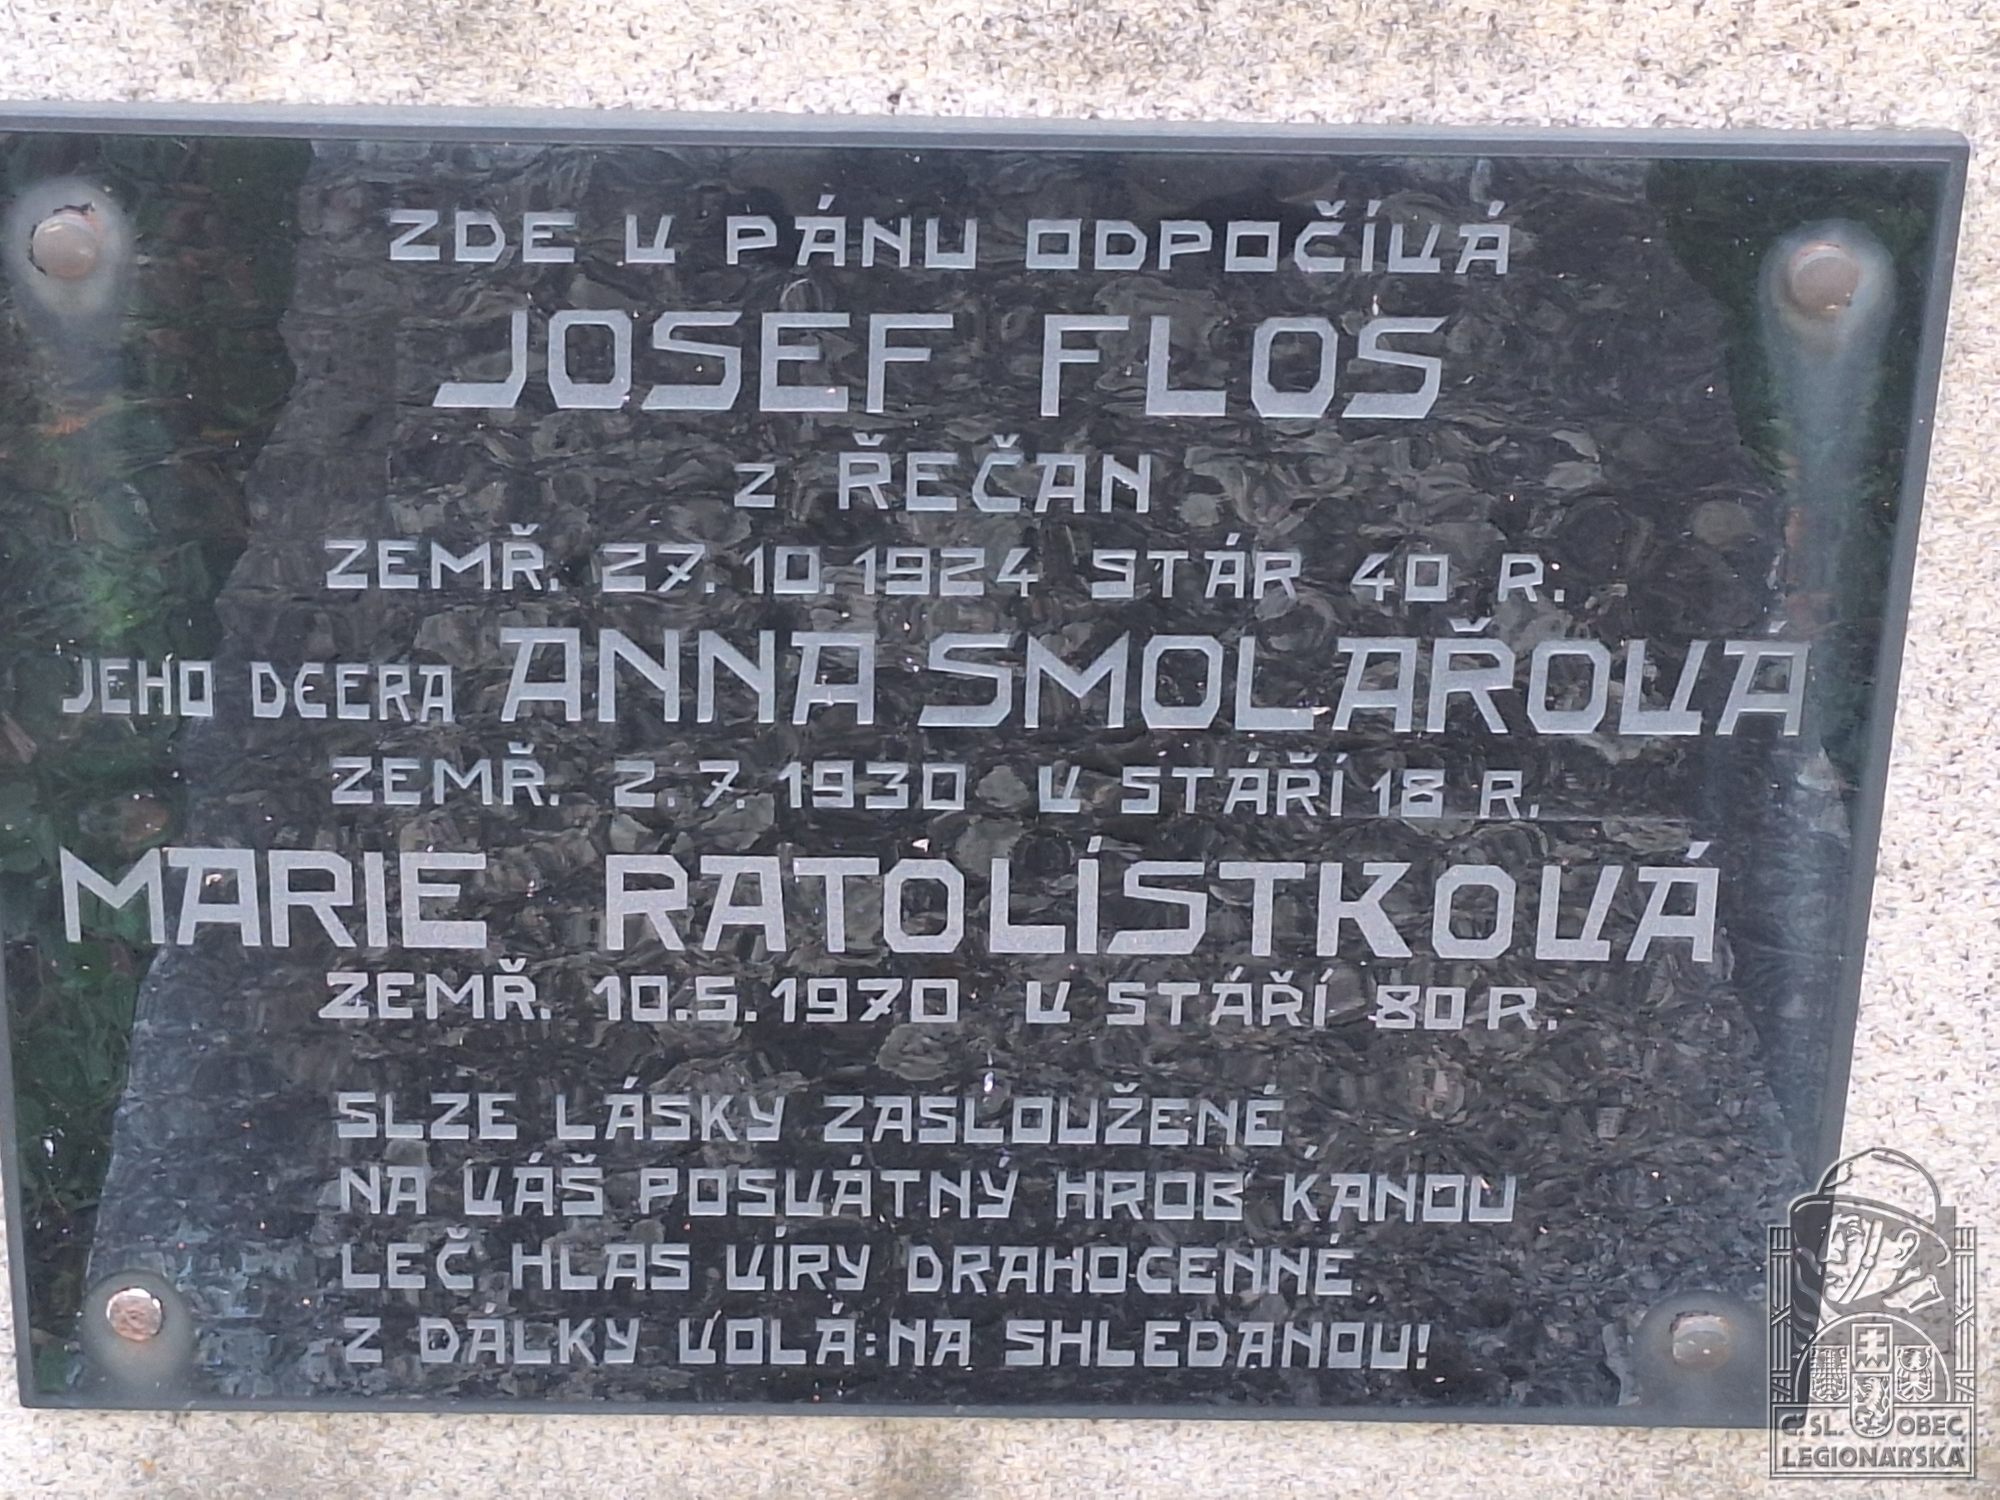 ZDE V PÁNU ODPOČÍVÁ
JOSEF FLOS
Z ŘEČAN
ZEMŘ. 27.10.1924 STÁR 40 R.
JEHO DCERA ANNA SMOLAŘOVÁ
ZEMŘ. 2.7.1930 V STÁŘÍ 18 R.
MARIE RATOLÍSTKOVÁ
ZEMŘ. 10.5.1970 V STÁŘÍ 80 R.
SLZE LÁSKY ZASLOUŽENÉ,
NA VÁŠ POSVÁTNÝ HROB KANOU
LEČ HLAS VÍRY DRAHOCENNÉ
Z DÁLKY VOLÁ: NA SHLEDANOU!
Č. SL. OBEC
LEGIONÁŘSKÁ